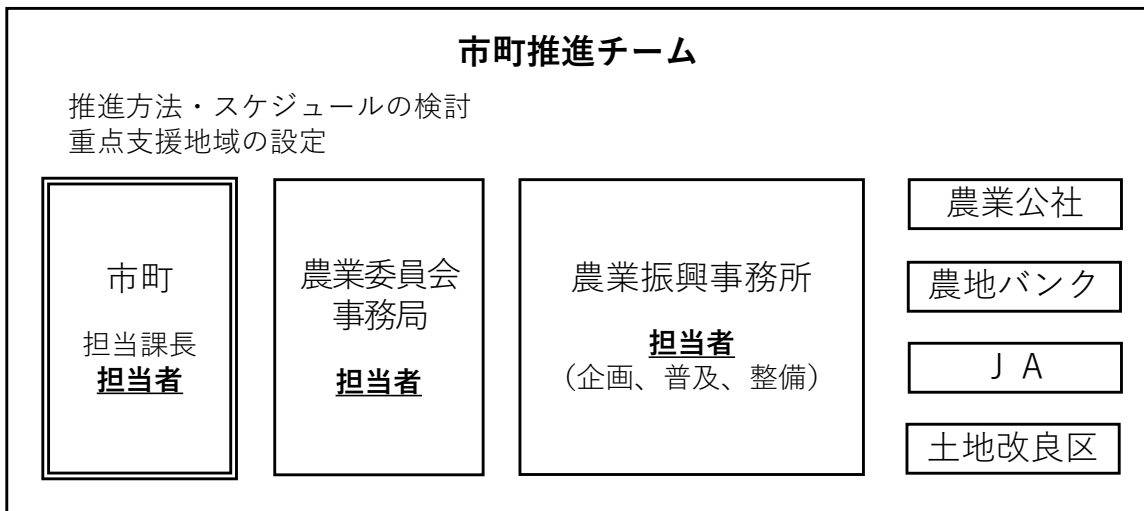 市町推進チーム
推進方法・スケジュールの検討
重点支援地域の設定
市町
担当課長
担当者
農業委員会
事務局
担当者
農業振興事務所
担当者
（企画、普及、整備）
農業公社
農地バンク
ＪＡ
土地改良区